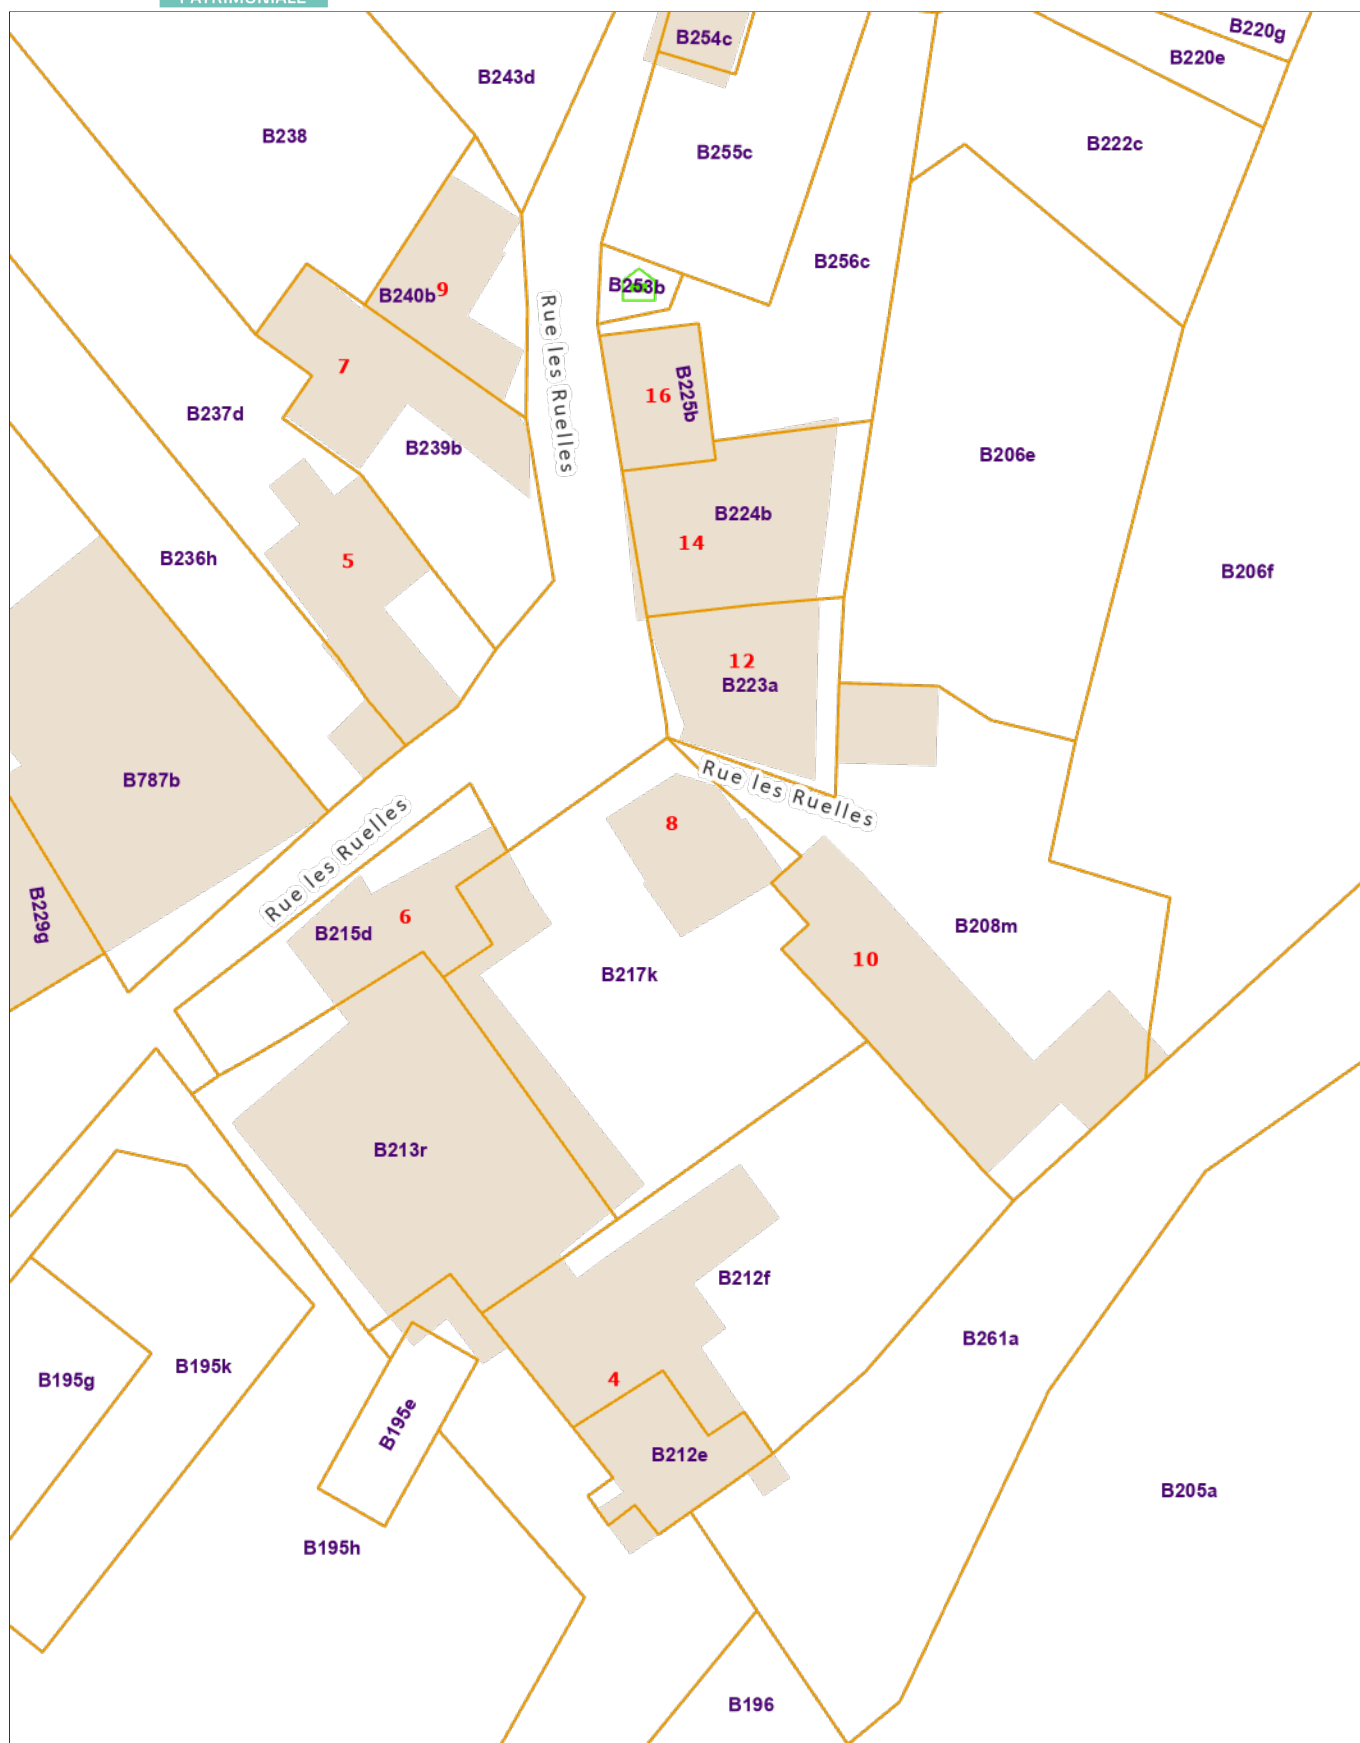 PATRIMONIALE
B220g
B254c
B220e
B243d
B238
B222c
B255c
B256c
B253b
9
B240b
Rue les Ruelles
7
16
B225b
B237d
B239b
B206e
B224b
14
B236h
5
B206f
12
B223a
B787b
Rue les Ruelles
8
Rue les Ruelles
B229g
6
B215d
B208m
10
B217k
B213r
B212f
B261a
B195k
B195g
4
B195e
B212e
B205a
B195h
B196